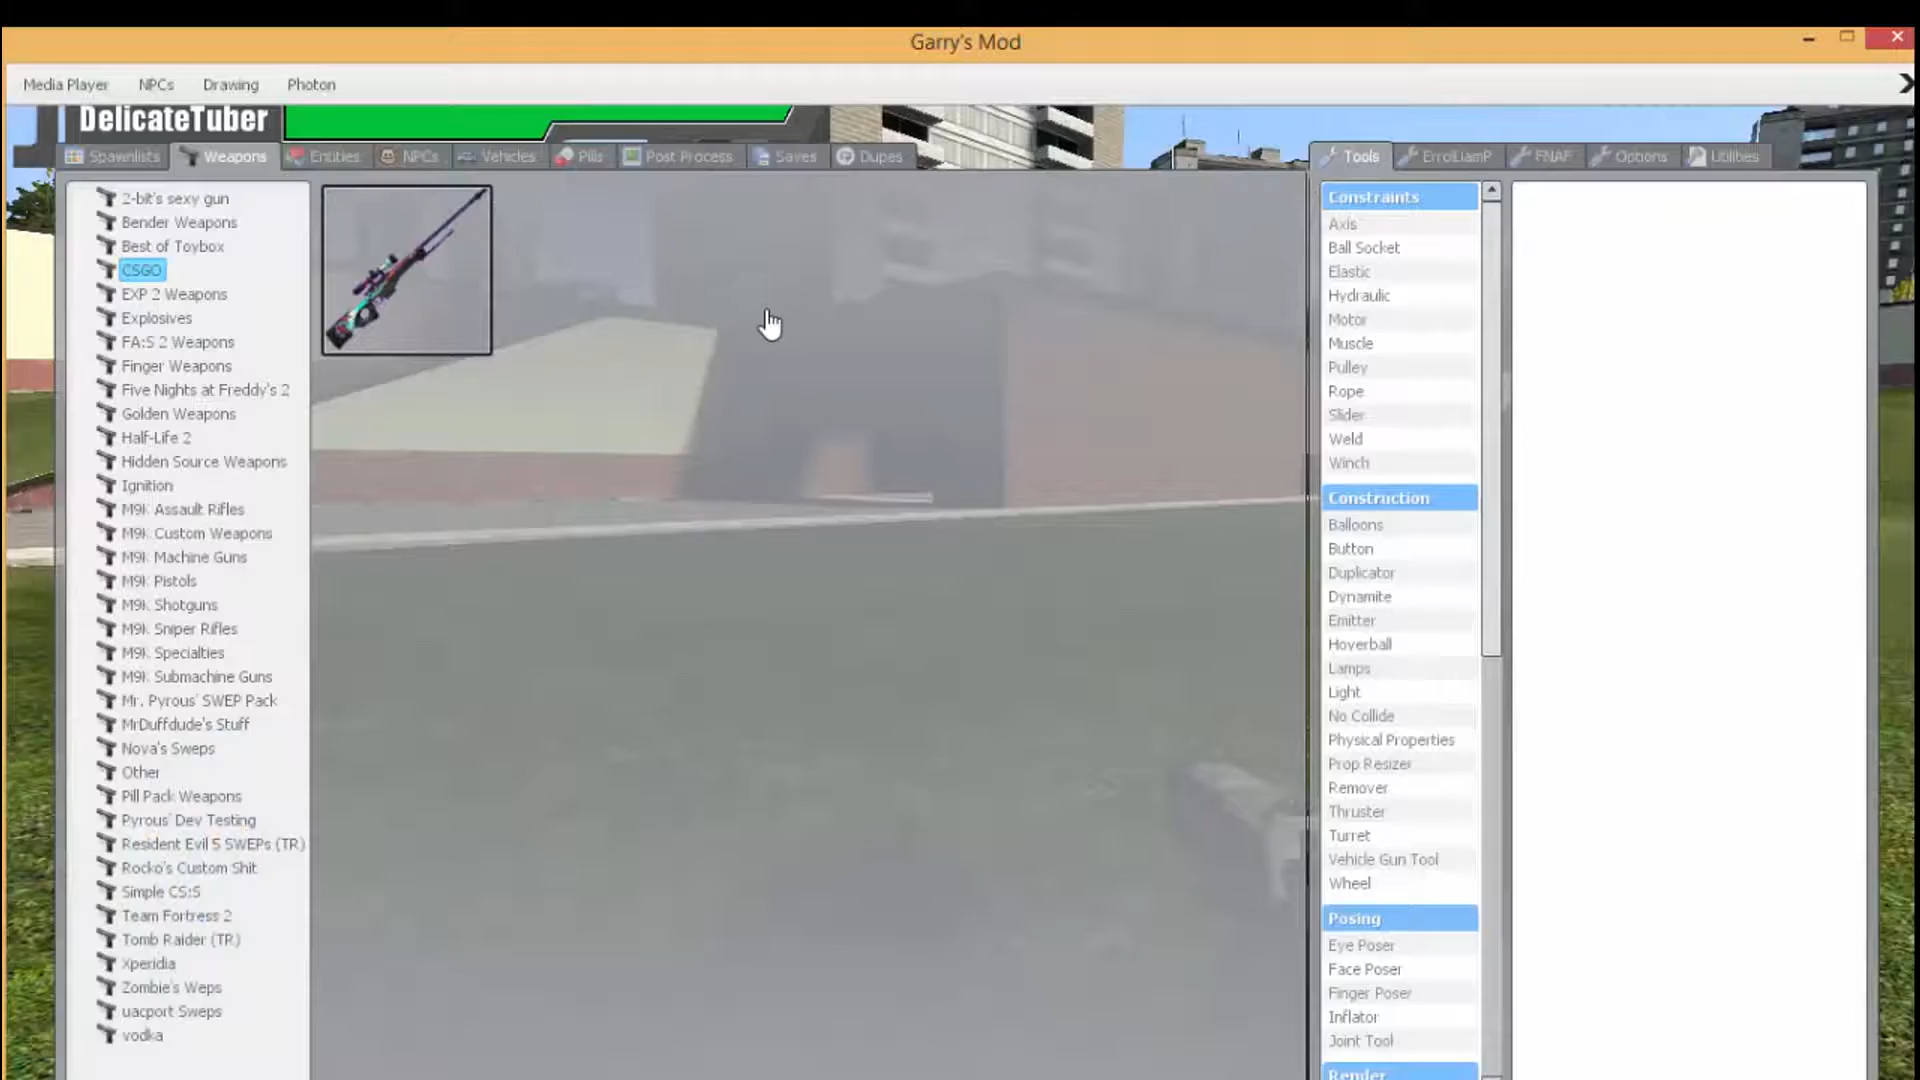 Garry's Mod
Media Player NPCs Drawing Photon
DelicateTuber
Spawnlists Weapons Entities NPCs Vehicles Pills Post Process Saves Dupes
Tools ErrolLiamP FNAF Options Utilities
2-bit's sexy gun
Bender Weapons
Best of Toybox
CSGO
EXP 2 Weapons
Explosives
FA:S 2 Weapons
Finger Weapons
Five Nights at Freddy's 2
Golden Weapons
Half-Life 2
Hidden Source Weapons
Ignition
M9K Assault Rifles
M9K Custom Weapons
M9K Machine Guns
M9K Pistols
M9K Shotguns
M9K Sniper Rifles
M9K Specialties
M9K Submachine Guns
Mr. Pyrous' SWEP Pack
MrDuffdude's Stuff
Nova's Sweps
Other
Pill Pack Weapons
Pyrous' Dev Testing
Resident Evil 5 SWEPs (TR)
Rocko's Custom Shit
Simple CS:S
Team Fortress 2
Tomb Raider (TR)
Xperidia
Zombie's Weps
uacport Sweps
vodka
Constraints
Axis
Ball Socket
Elastic
Hydraulic
Motor
Muscle
Pulley
Rope
Slider
Weld
Winch
Construction
Balloons
Button
Duplicator
Dynamite
Emitter
Hoverball
Lamps
Light
No Collide
Physical Properties
Prop Resizer
Remover
Thruster
Turret
Vehicle Gun Tool
Wheel
Posing
Eye Poser
Face Poser
Finger Poser
Inflator
Joint Tool
Render